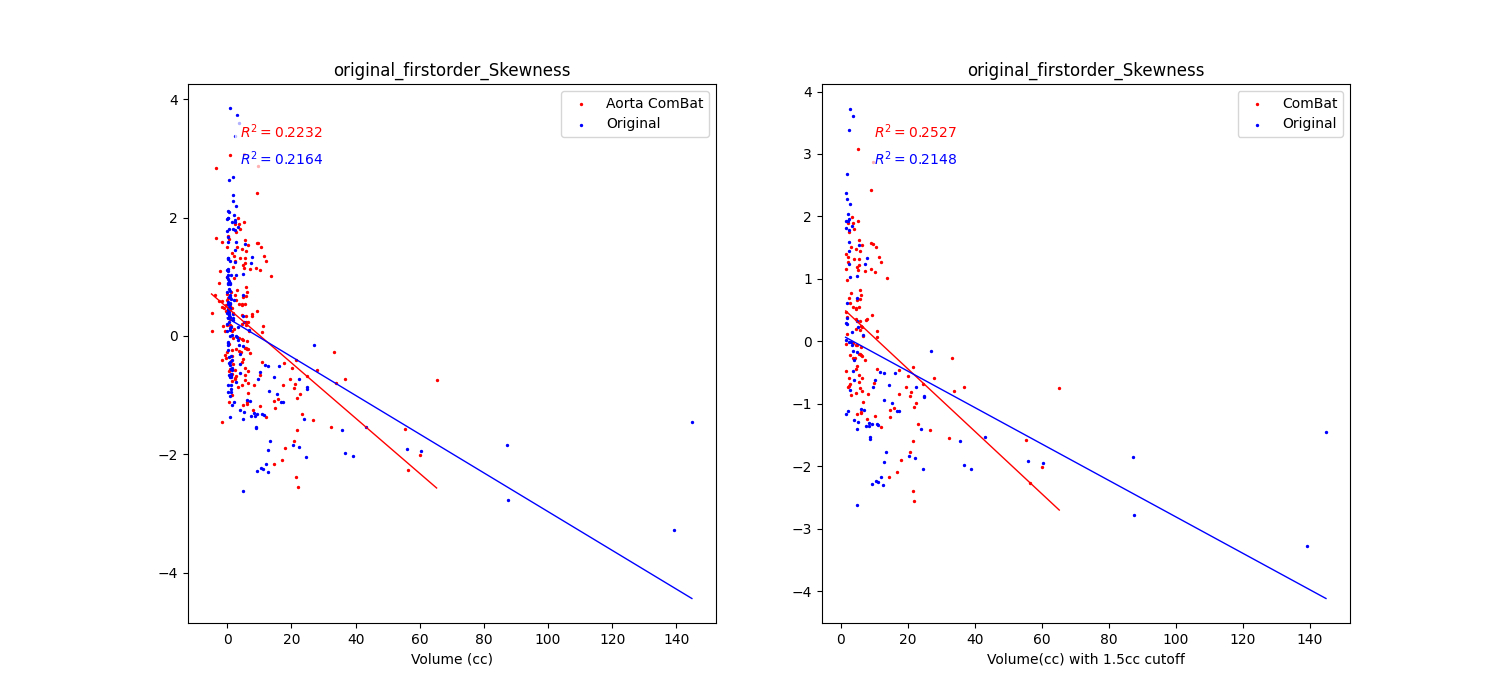 original_firstorder_Skewness
Aorta ComBat
Original
R² = 0.2232
R² = 0.2164
4
2
0
−2
−4
0 20 40 60 80 100 120 140
Volume (cc)
original_firstorder_Skewness
ComBat
Original
R² = 0.2527
R² = 0.2148
4
3
2
1
0
−1
−2
−3
−4
0 20 40 60 80 100 120 140
Volume(cc) with 1.5cc cutoff